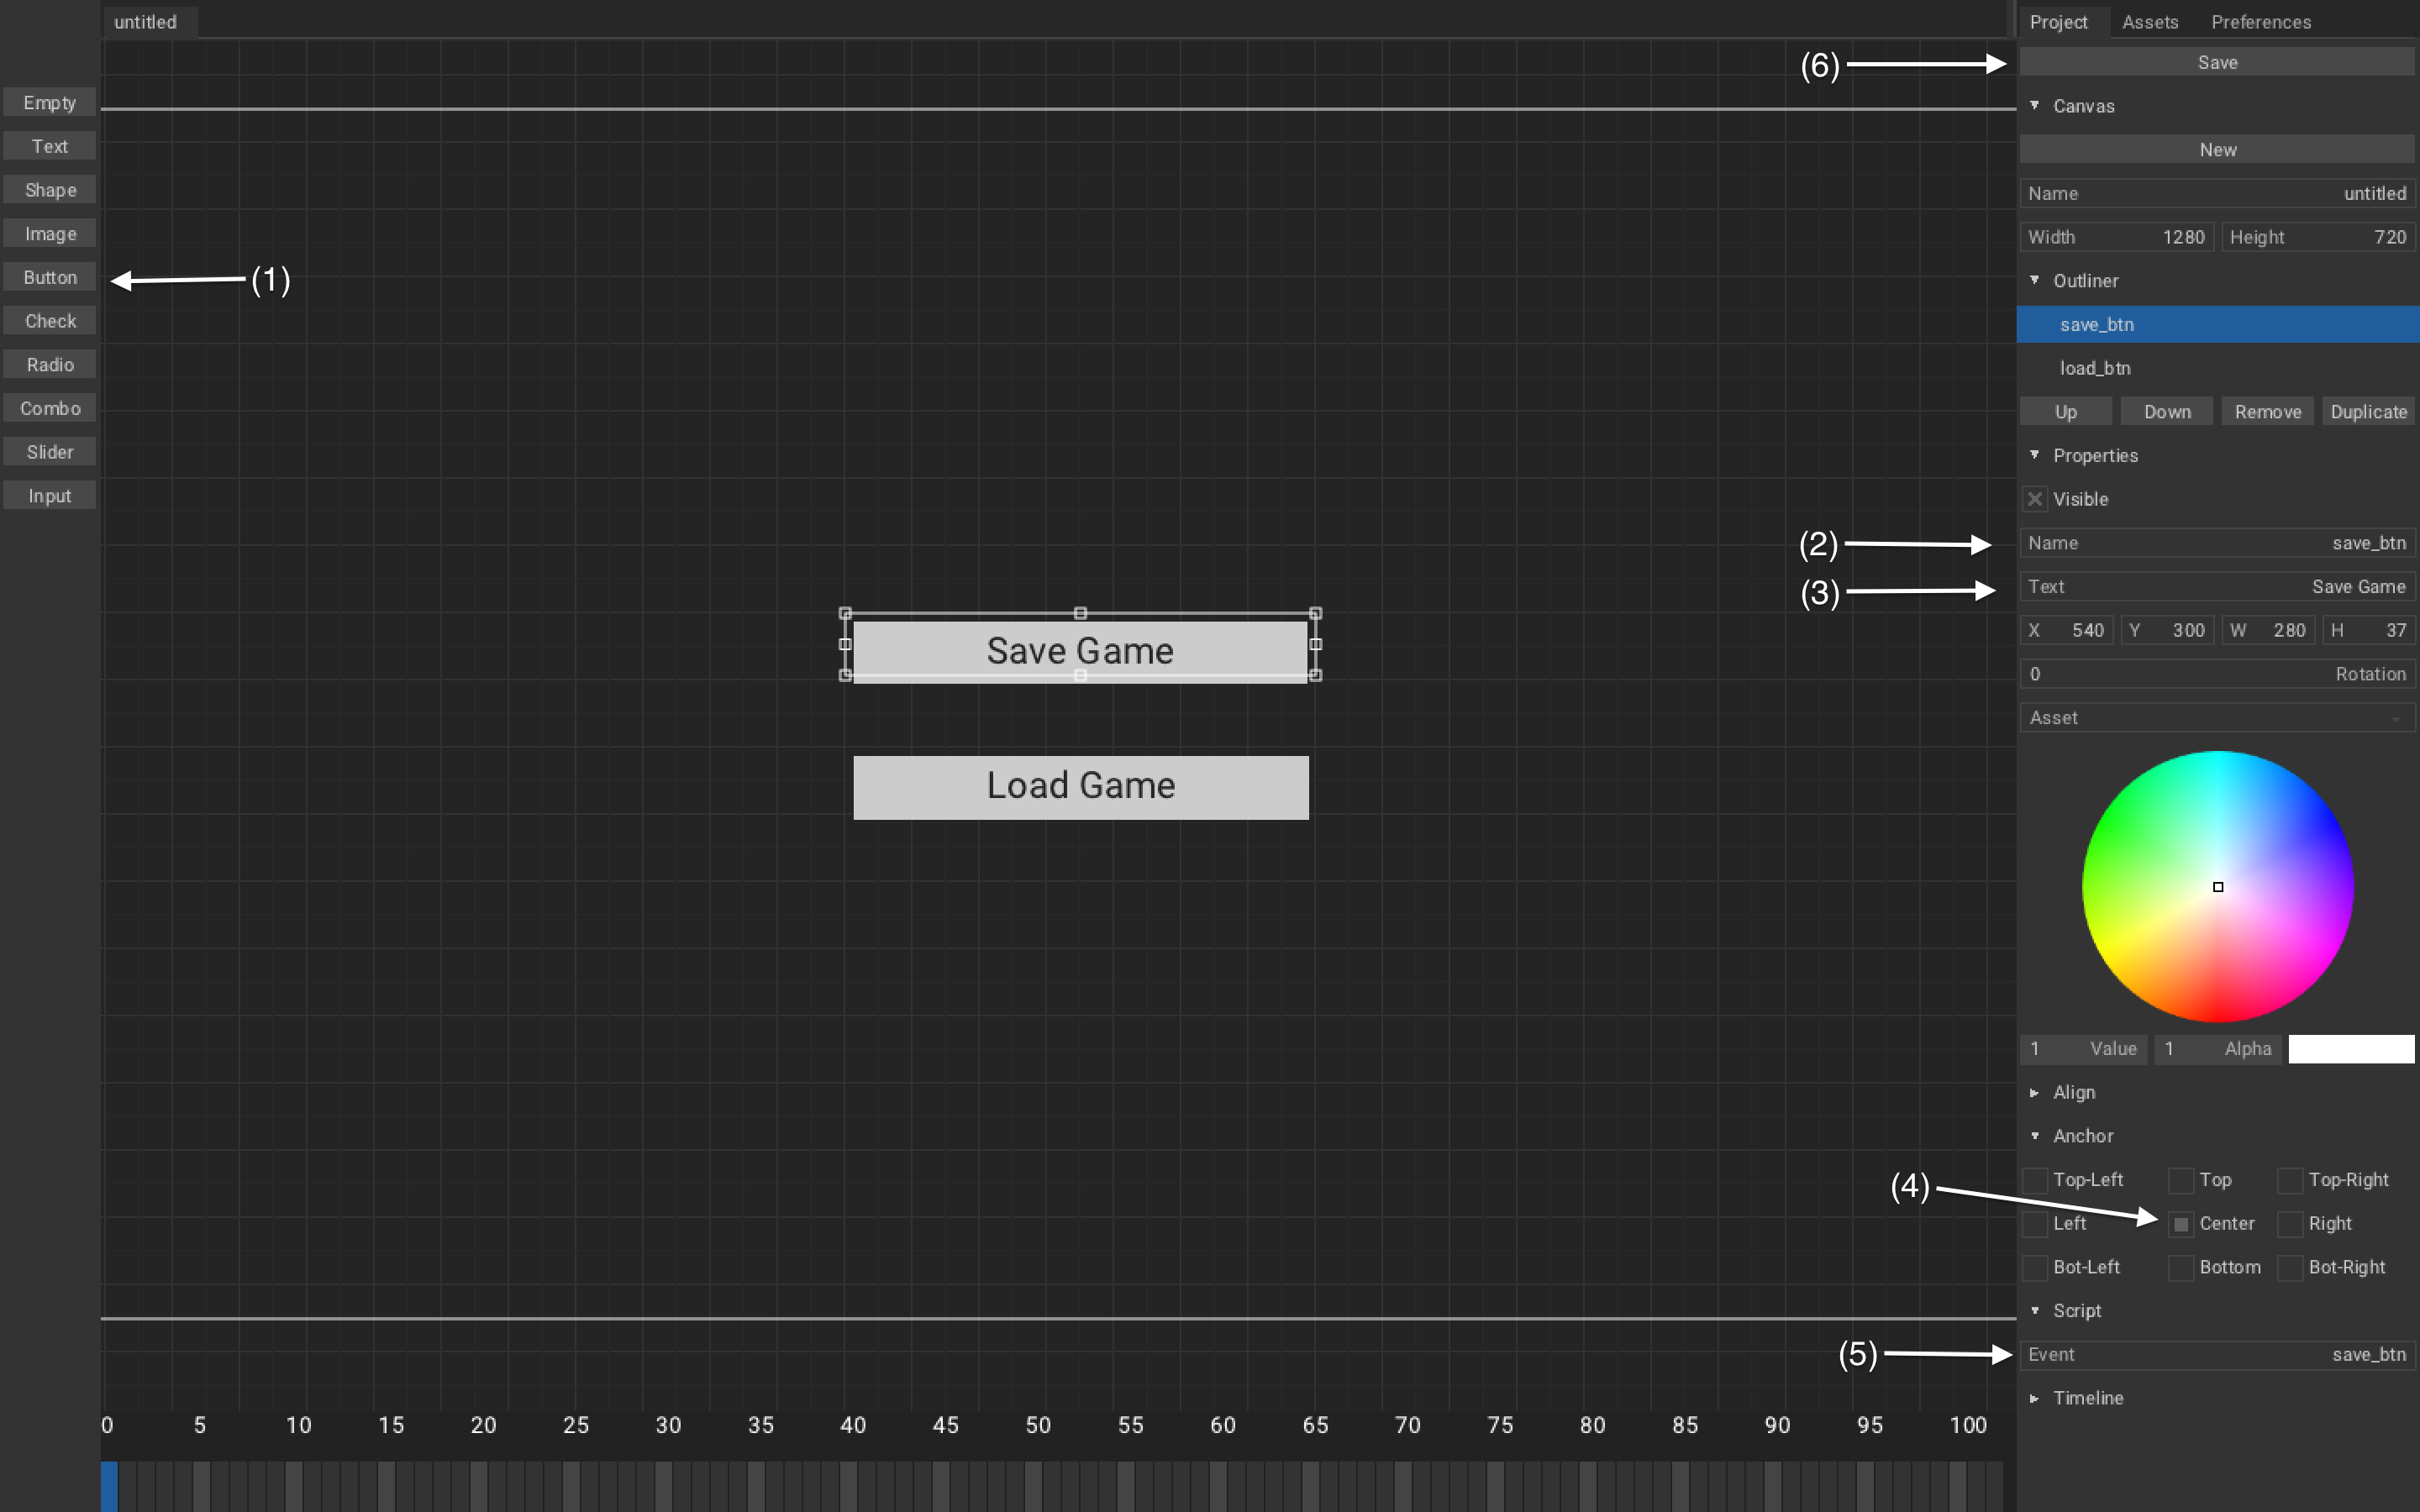 untitled
Empty
Text
Shape
Image
Button
Check
Radio
Combo
Slider
Input
(1)
Save Game
Load Game
(6)
(2)
(3)
(4)
(5)
0 5 10 15 20 25 30 35 40 45 50 55 60 65 70 75 80 85 90 95 100
Project Assets Preferences
Save
Canvas
New
Name untitled
Width 1280 Height 720
Outliner
save_btn
load_btn
Up Down Remove Duplicate
Properties
Visible
Name save_btn
Text Save Game
X 540 Y 300 W 280 H 37
0 Rotation
Asset
1 Value 1 Alpha
Align
Anchor
Top-Left Top Top-Right
Left Center Right
Bot-Left Bottom Bot-Right
Script
Event save_btn
Timeline